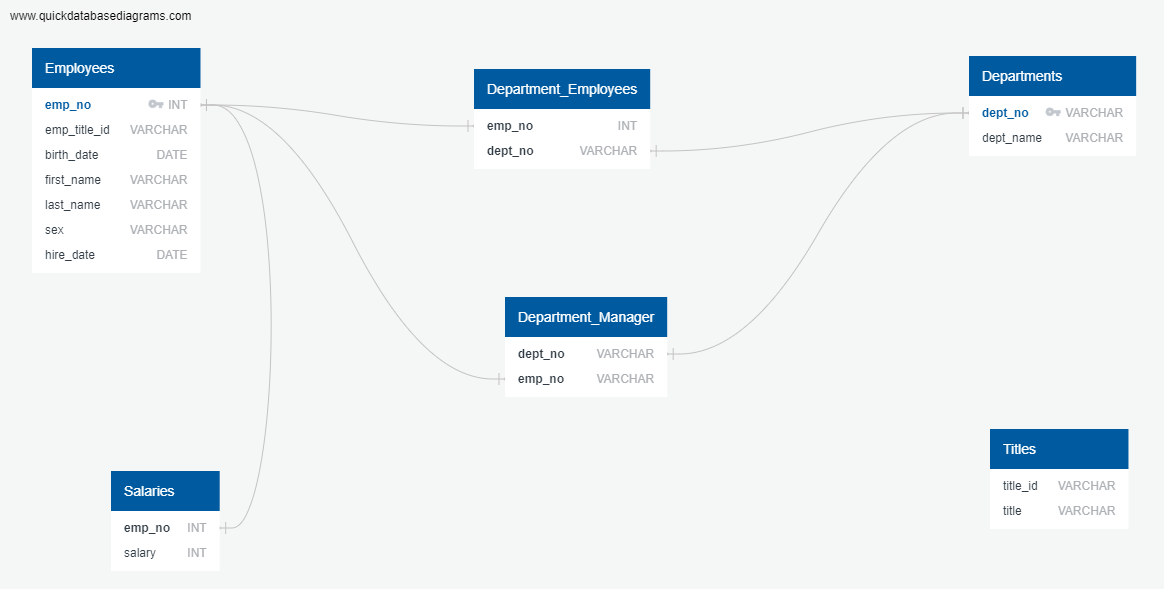 www.quickdatabasediagrams.com
Employees
emp_no INT
emp_title_id VARCHAR
birth_date DATE
first_name VARCHAR
last_name VARCHAR
sex VARCHAR
hire_date DATE
Department_Employees
emp_no INT
dept_no VARCHAR
Departments
dept_no VARCHAR
dept_name VARCHAR
Department_Manager
dept_no VARCHAR
emp_no VARCHAR
Salaries
emp_no INT
salary INT
Titles
title_id VARCHAR
title VARCHAR